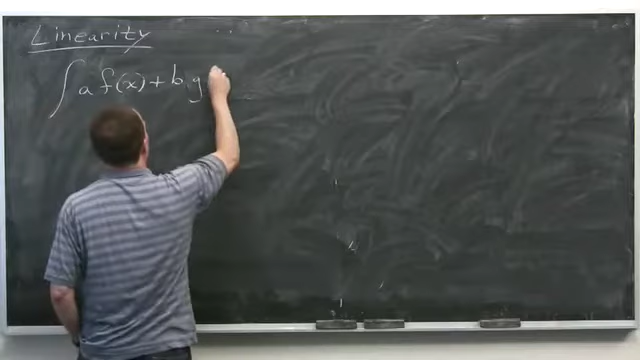 Linearity
∫ a f(x) + b g